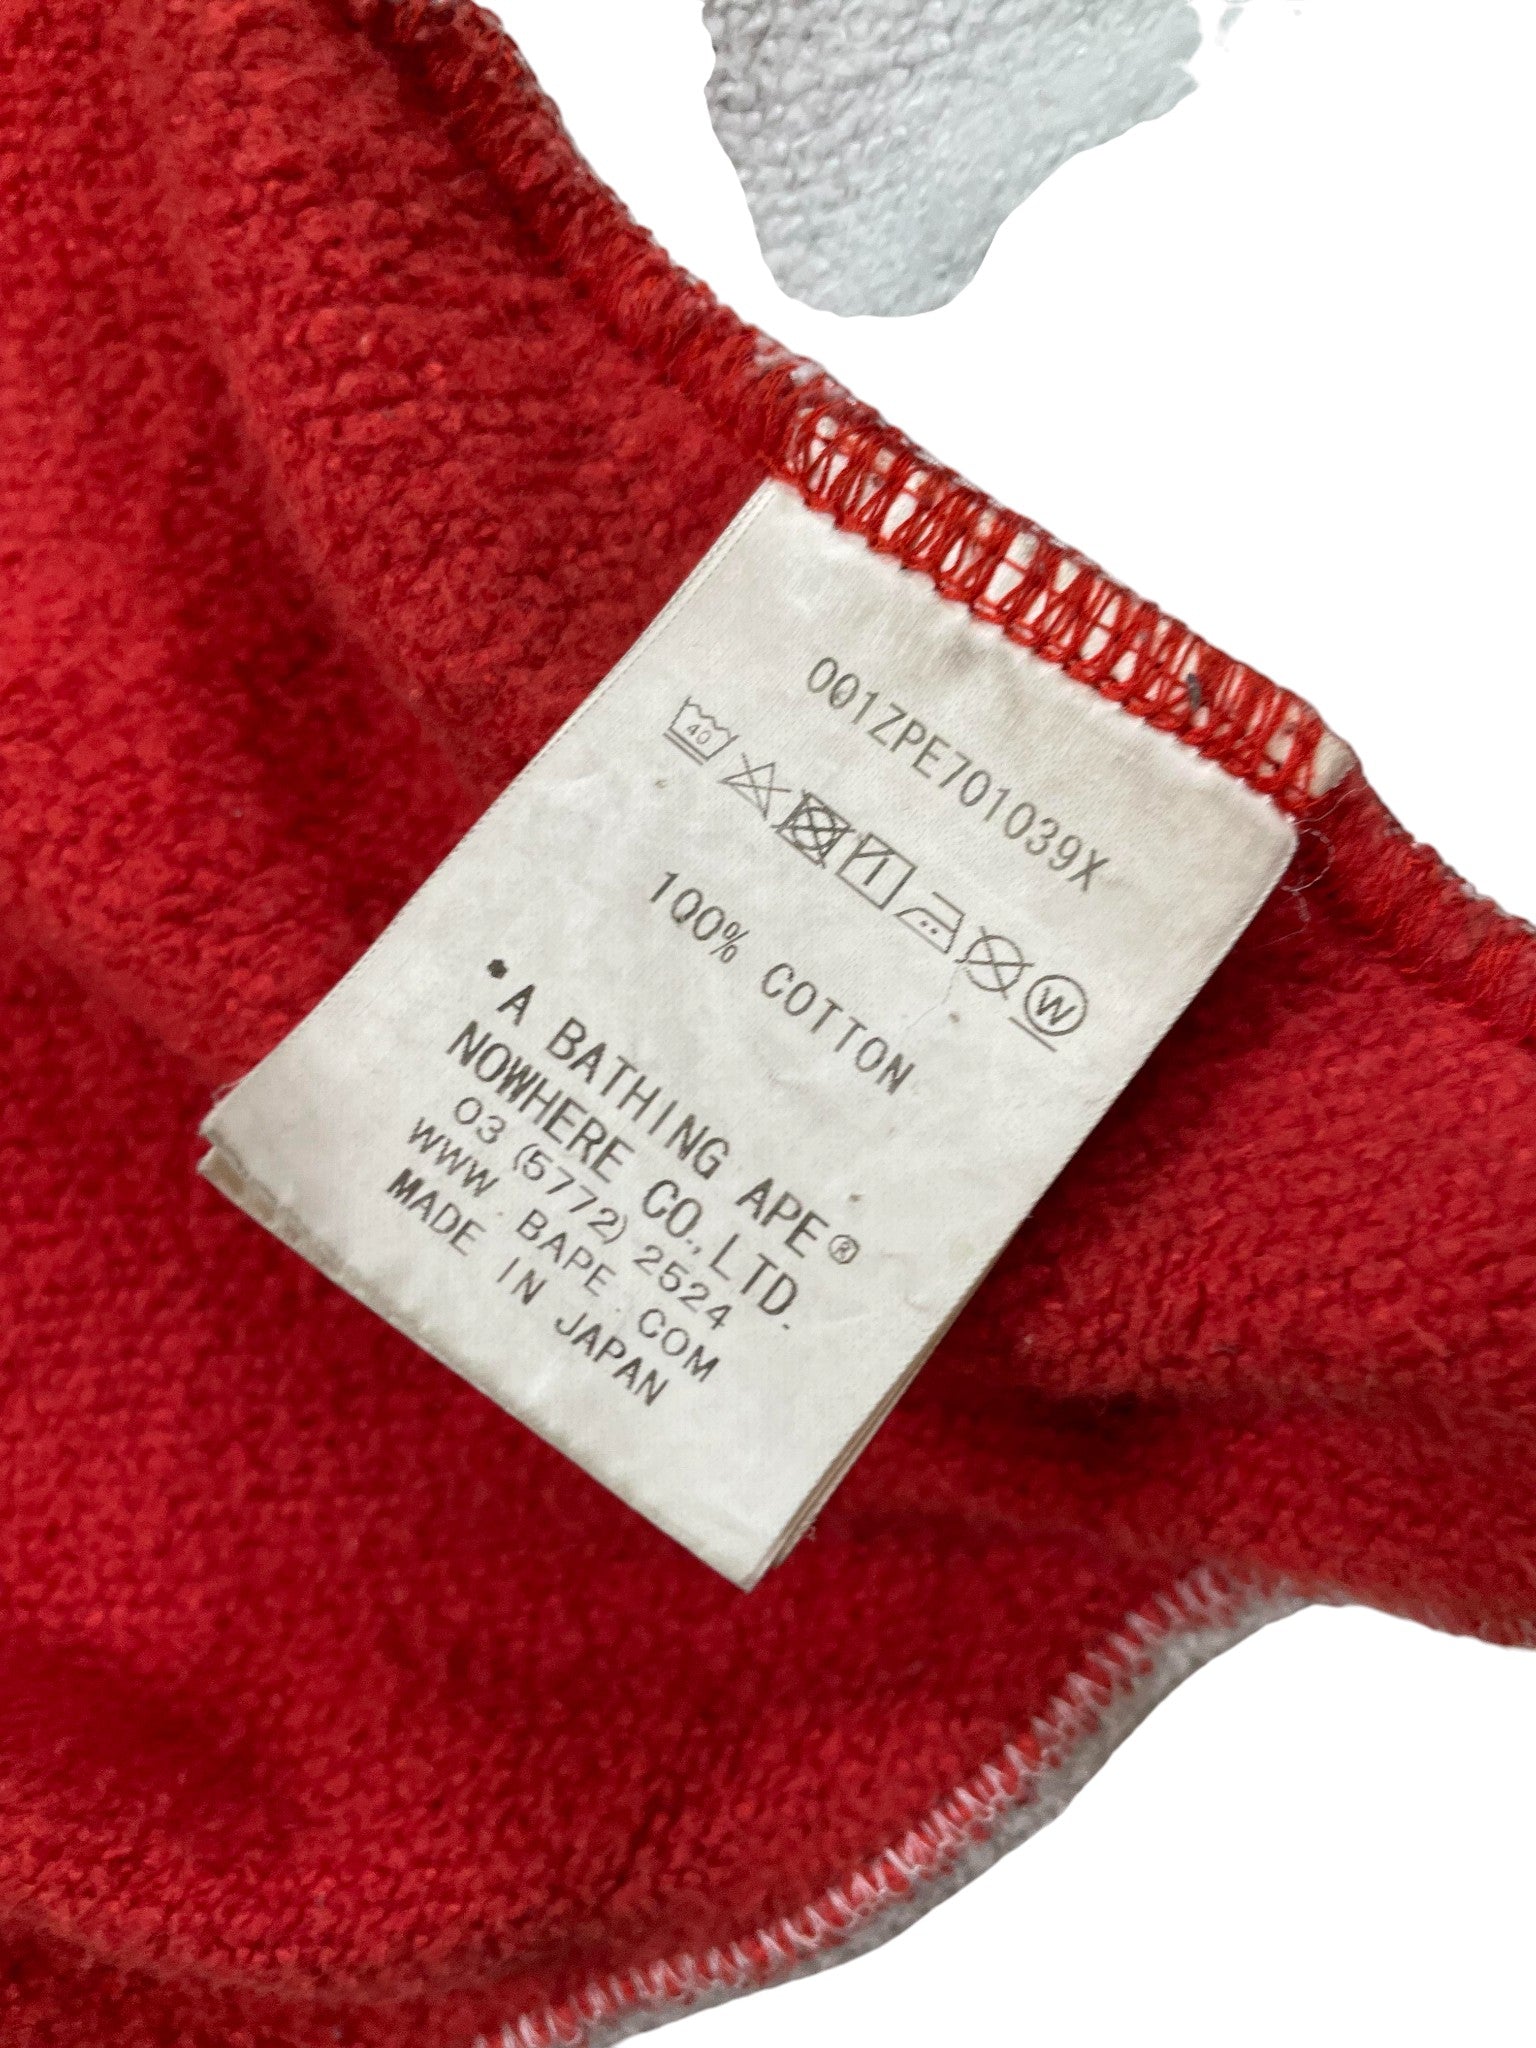 001ZPE701039X
40 W
100% COTTON
•A BATHING APE®
NOWHERE CO., LTD.
03 (5772) 2524
WWW BAPE COM
MADE IN JAPAN